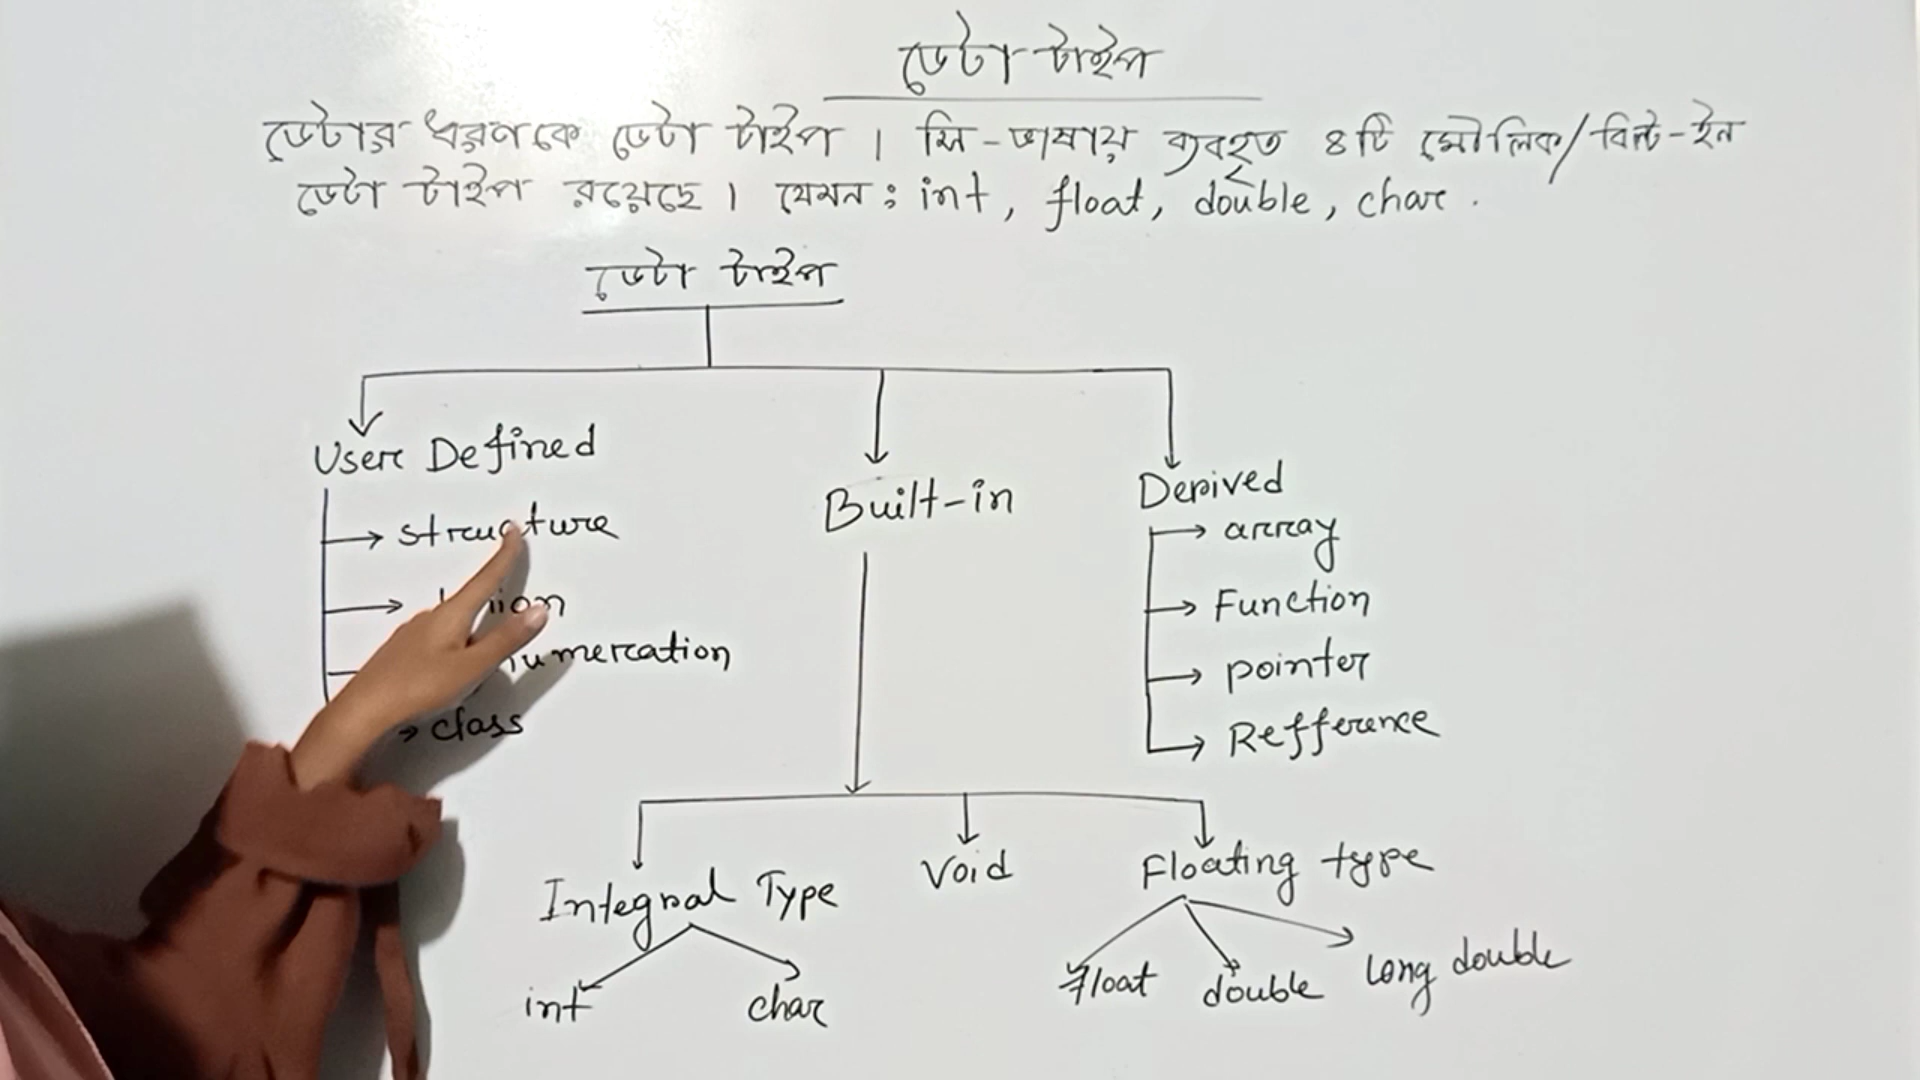 ডেটা টাইপ
ডেটার ধরণকে ডেটা টাইপ । সি-ভাষায় ব্যবহৃত ৪টি মৌলিক/বিল্ট-ইন
ডেটা টাইপ রয়েছে । যেমন : int, float, double, char .
ডেটা টাইপ
User Defined
structure
class
Built-in
Derived
array
Function
pointer
Refference
Integral Type
int
char
Void
Floating type
float
double
long double